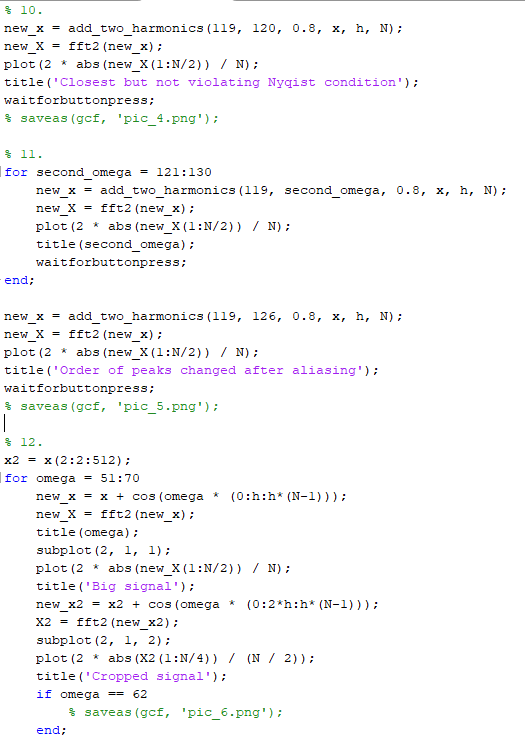 % 10.
new_x = add_two_harmonics(119, 120, 0.8, x, h, N);
new_X = fft2(new_x);
plot(2 * abs(new_X(1:N/2)) / N);
title('Closest but not violating Nyqist condition');
waitforbuttonpress;
% saveas(gcf, 'pic_4.png');
% 11.
for second_omega = 121:130
    new_x = add_two_harmonics(119, second_omega, 0.8, x, h, N);
    new_X = fft2(new_x);
    plot(2 * abs(new_X(1:N/2)) / N);
    title(second_omega);
    waitforbuttonpress;
end;
new_x = add_two_harmonics(119, 126, 0.8, x, h, N);
new_X = fft2(new_x);
plot(2 * abs(new_X(1:N/2)) / N);
title('Order of peaks changed after aliasing');
waitforbuttonpress;
% saveas(gcf, 'pic_5.png');
% 12.
x2 = x(2:2:512);
for omega = 51:70
    new_x = x + cos(omega * (0:h:h*(N-1)));
    new_X = fft2(new_x);
    title(omega);
    subplot(2, 1, 1);
    plot(2 * abs(new_X(1:N/2)) / N);
    title('Big signal');
    new_x2 = x2 + cos(omega * (0:2*h:h*(N-1)));
    X2 = fft2(new_x2);
    subplot(2, 1, 2);
    plot(2 * abs(X2(1:N/4)) / (N / 2));
    title('Cropped signal');
    if omega == 62
        % saveas(gcf, 'pic_6.png');
    end;